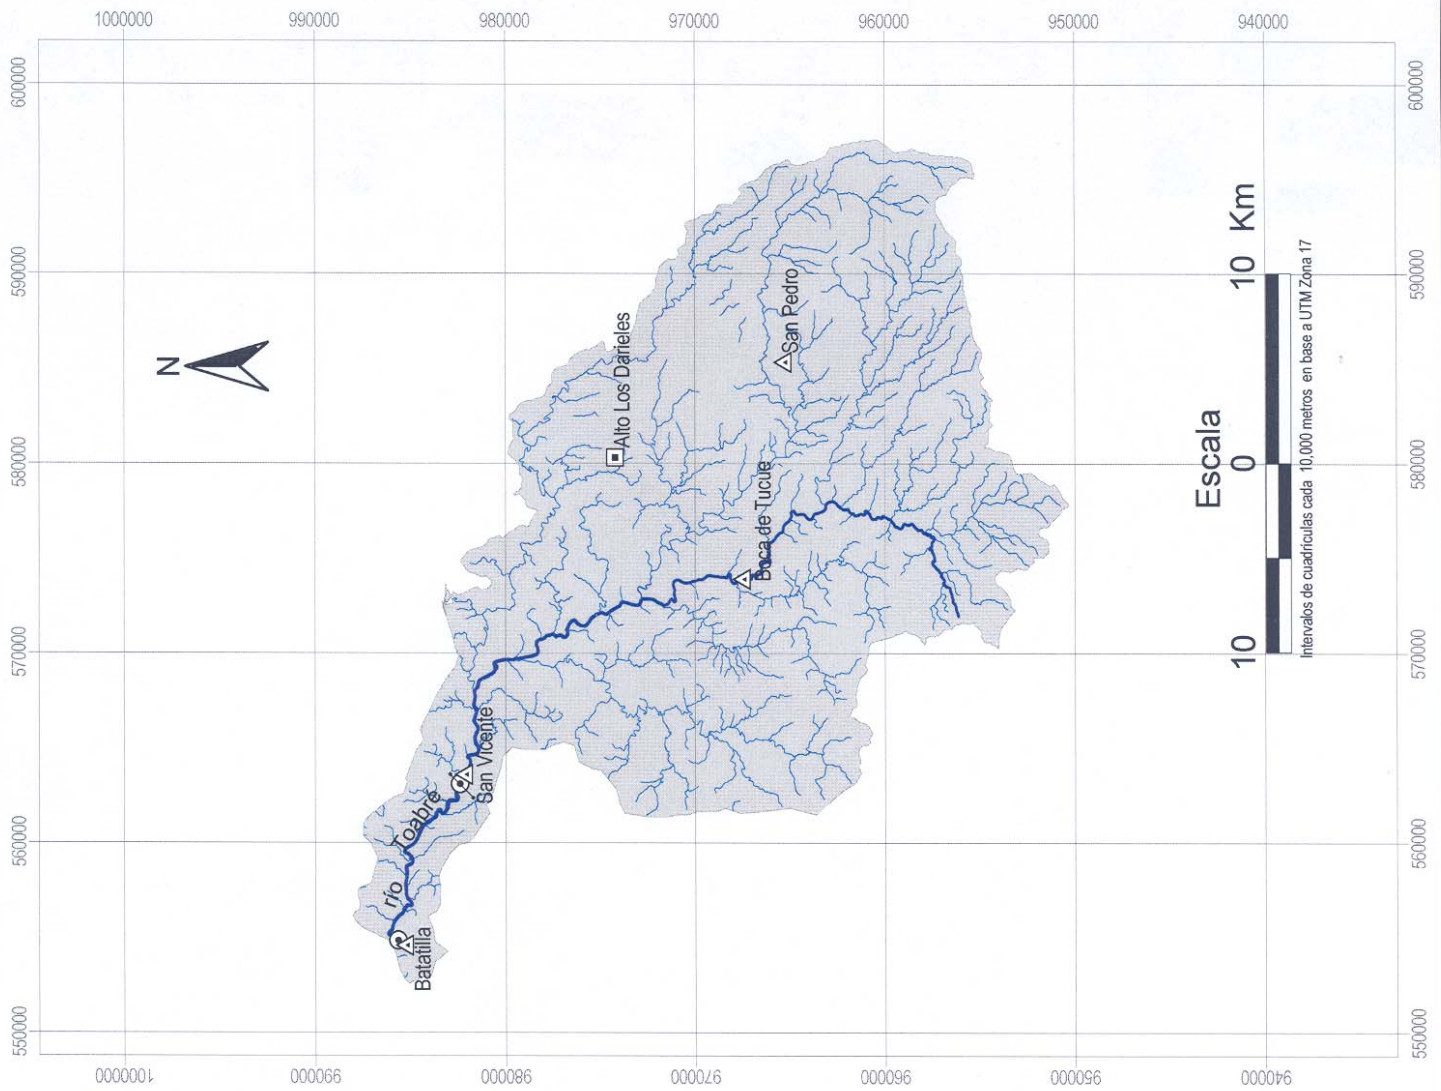 1000000 990000 980000 970000 960000 950000 940000
600000 590000 580000 570000 560000 550000
N
Alto Los Darieles
San Pedro
Boca de Tucue
San Vicente
río Toabré
Batatilla
Escala
10 0 10 Km
Intervalos de cuadrículas cada 10,000 metros en base a UTM Zona 17
600000 590000 580000 570000 560000 550000
1000000 990000 980000 970000 960000 950000 940000